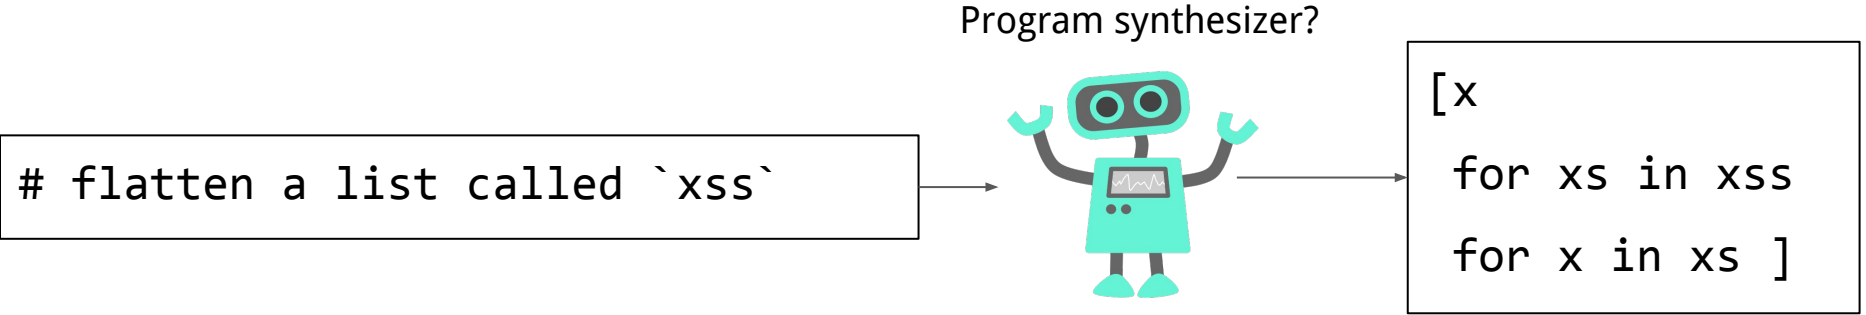 Program synthesizer?
# flatten a list called `xss`
[x
for xs in xss
for x in xs ]